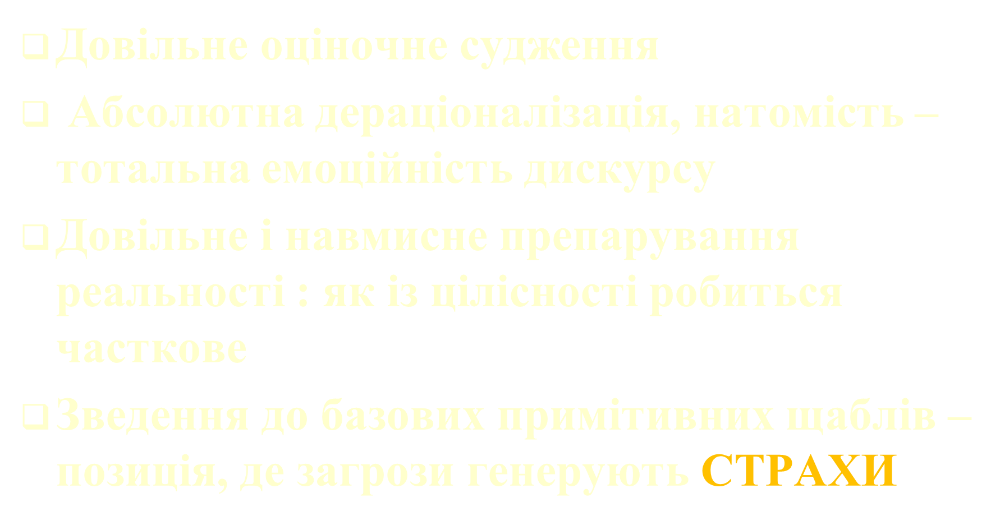 ❑ Довільне оціночне судження
❑ Абсолютна дераціоналізація, натомість –
тотальна емоційність дискурсу
❑ Довільне і навмисне препарування
реальності : як із цілісності робиться
часткове
❑ Зведення до базових примітивних щаблів –
позиція, де загрози генерують СТРАХИ